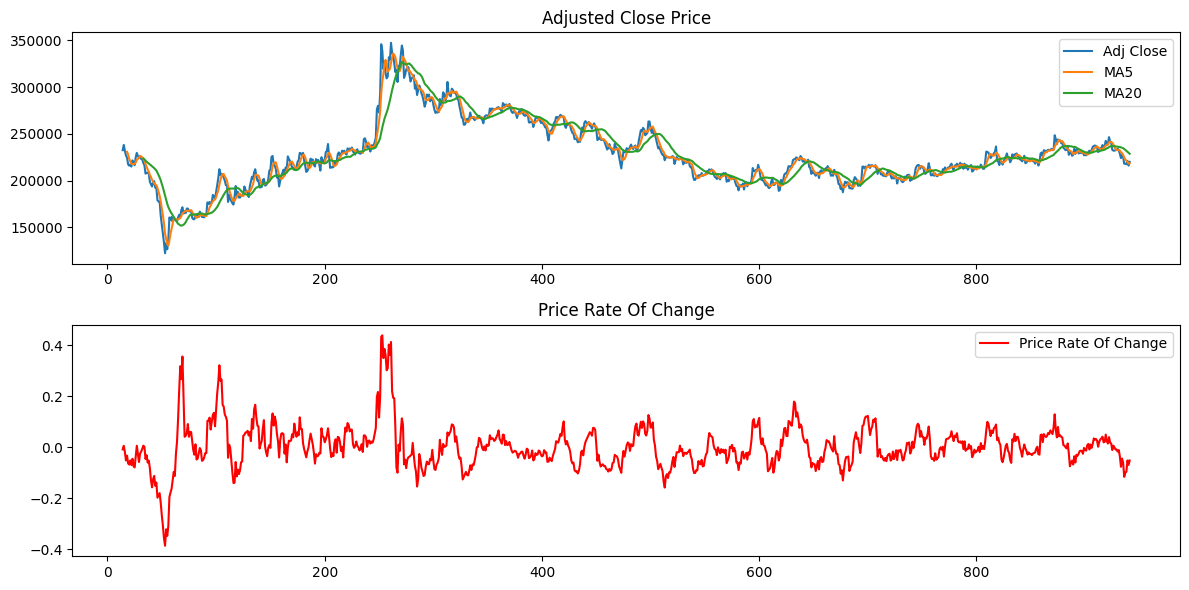 Adjusted Close Price
350000
300000
250000
200000
150000
Adj Close
MA5
MA20
0 200 400 600 800
Price Rate Of Change
0.4
0.2
0.0
−0.2
−0.4
Price Rate Of Change
0 200 400 600 800